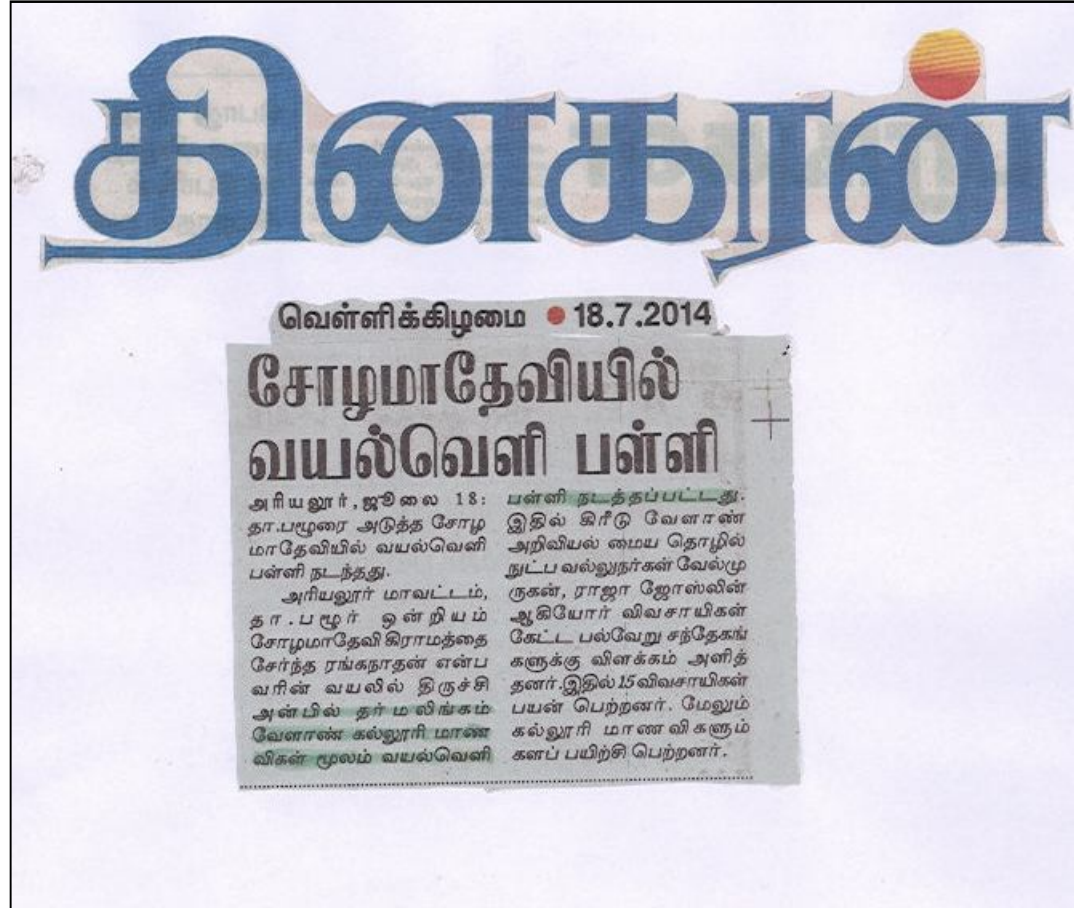 தினகரன்
வெள்ளிக்கிழமை ● 18.7.2014
சோழமாதேவியில்
வயல்வெளி பள்ளி
அரியலூர்,ஜூலை 18:
தா.பழூரை அடுத்த சோழ
மாதேவியில் வயல்வெளி
பள்ளி நடந்தது.
அரியலூர் மாவட்டம்,
தா.பழூர் ஒன்றியம்
சோழமாதேவி கிராமத்தை
சேர்ந்த ரங்கநாதன் என்ப
வரின் வயலில் திருச்சி
அன்பில் தர்மலிங்கம்
வேளாண் கல்லூரி மாண
விகள் மூலம் வயல்வெளி
பள்ளி நடத்தப்பட்டது.
இதில் கிரீடு வேளாண்
அறிவியல் மைய தொழில்
நுட்ப வல்லுநர்கள் வேல்மு
ருகன், ராஜா ஜோஸ்லின்
ஆகியோர் விவசாயிகள்
கேட்ட பல்வேறு சந்தேகங்
களுக்கு விளக்கம் அளித்
தனர்.இதில் 15 விவசாயிகள்
பயன் பெற்றனர். மேலும்
கல்லூரி மாணவிகளும்
களப் பயிற்சி பெற்றனர்.